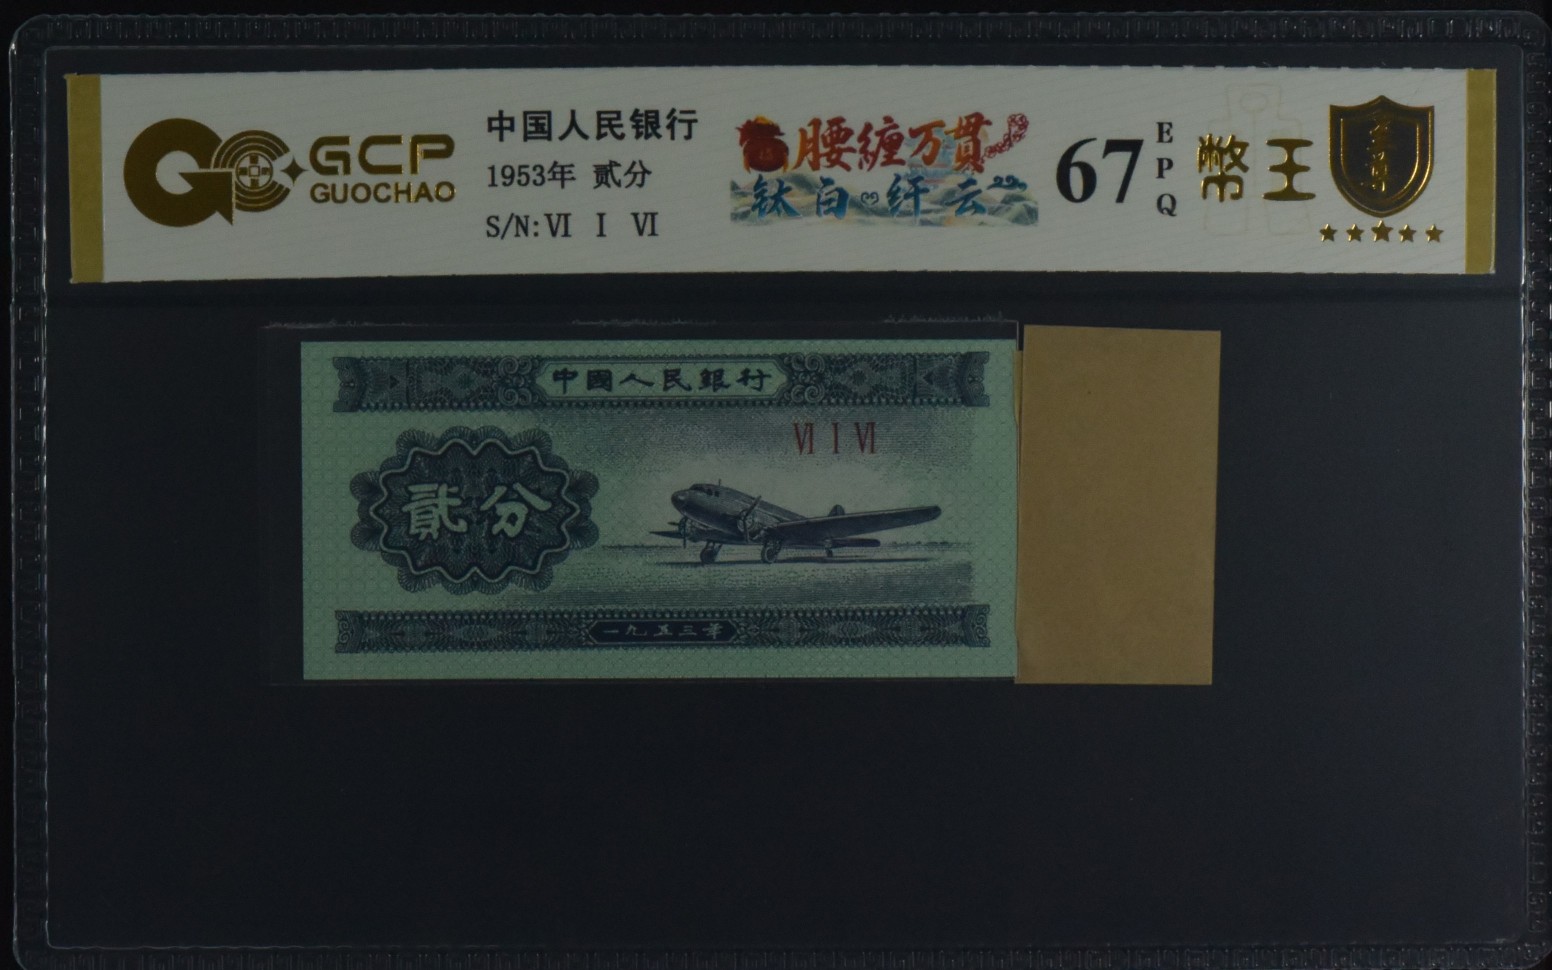 GCP
GUOCHAO
中国人民银行
1953年 贰分
S/N:Ⅵ Ⅰ Ⅵ
腰缠万贯
钛白
纤云
67
EPQ
币王
中國人民銀行
Ⅵ Ⅰ Ⅵ
貳分
一九五三年